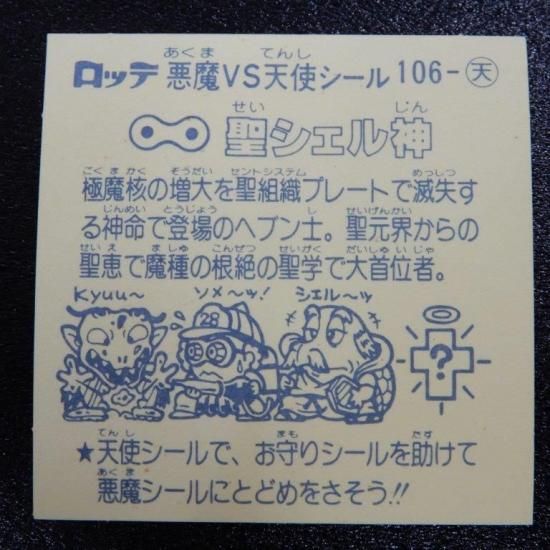 ロッテ 悪魔VS天使シール 106-天
聖シェル神
極魔核の増大を聖組織プレートで滅失す
る神命で登場のヘブン士。聖元界からの
聖恵で魔種の根絶の聖学で大首位者。
Kyuu〜 ソメ〜ッ! シェル〜ッ
28
?
★天使シールで、お守りシールを助けて
悪魔シールにとどめをさそう!!